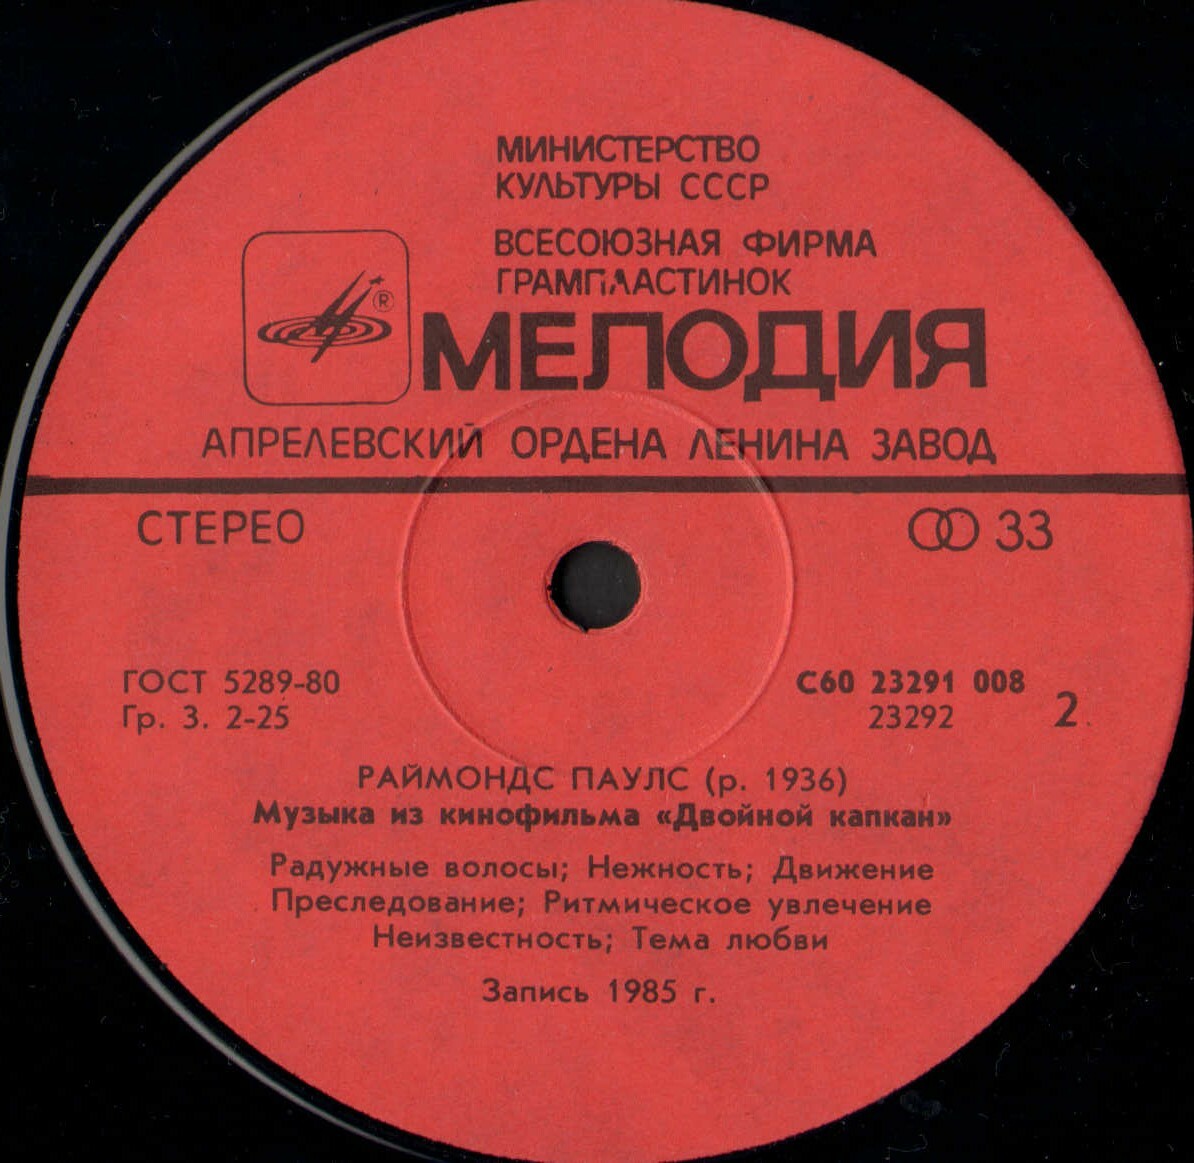 МИНИСТЕРСТВО
КУЛЬТУРЫ СССР
ВСЕСОЮЗНАЯ ФИРМА
ГРАМПЛАСТИНОК
®
МЕЛОДИЯ
АПРЕЛЕВСКИЙ ОРДЕНА ЛЕНИНА ЗАВОД
СТЕРЕО 33
ГОСТ 5289-80 С60 23291 008
Гр. 3. 2-25 23292 2
РАЙМОНДС ПАУЛС (р. 1936)
Музыка из кинофильма «Двойной капкан»
Радужные волосы; Нежность; Движение
Преследование; Ритмическое увлечение
Неизвестность; Тема любви
Запись 1985 г.